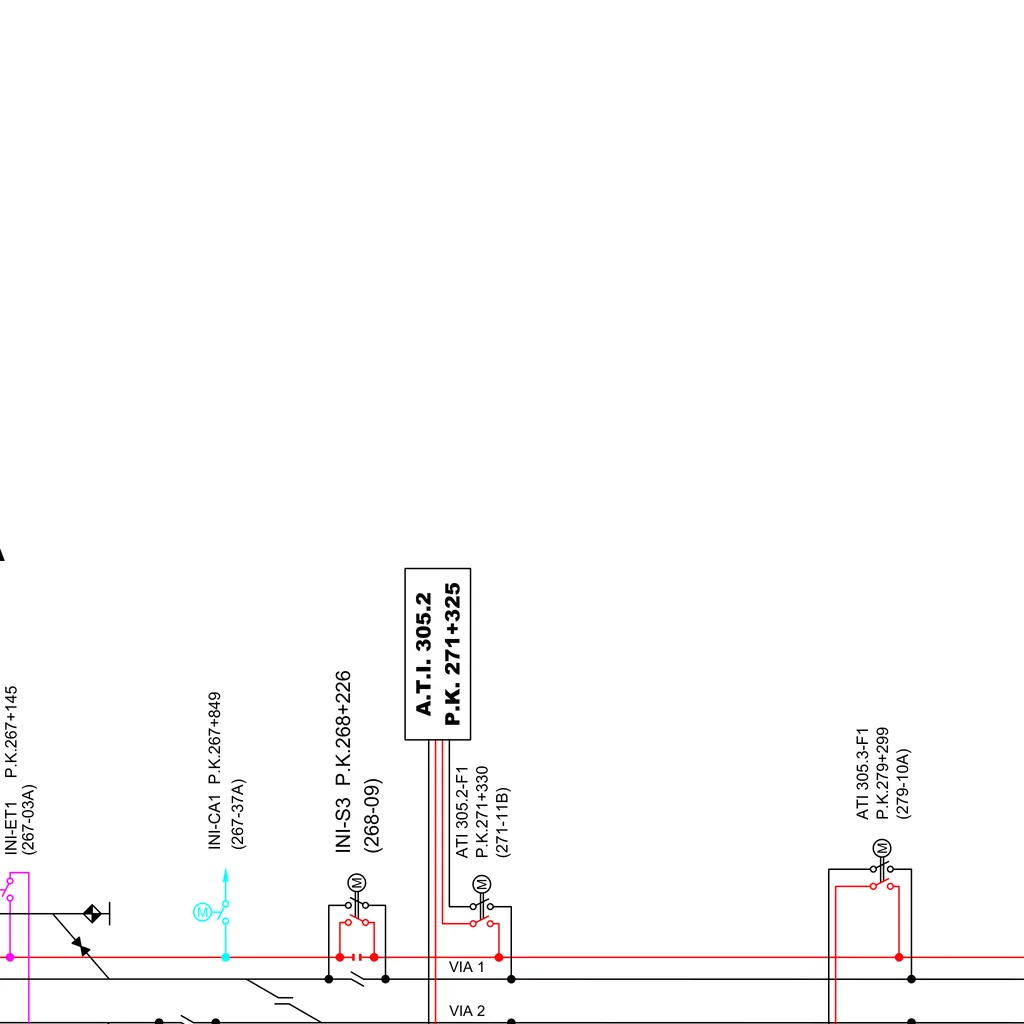 INI-ET1 P.K.267+145
(267-03A)
INI-CA1 P.K.267+849
(267-37A)
INI-S3 P.K.268+226
(268-09)
A.T.I. 305.2
P.K. 271+325
ATI 305.2-F1
P.K.271+330
(271-11B)
ATI 305.3-F1
P.K.279+299
(279-10A)
M
M
M
M
VIA 1
VIA 2